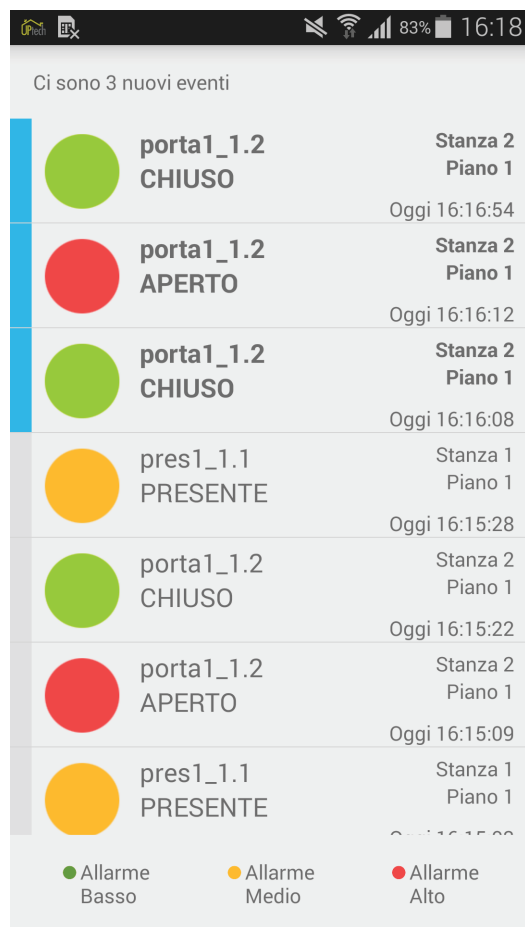 UPtech
83% 16:18
Ci sono 3 nuovi eventi
porta1_1.2
CHIUSO
Stanza 2
Piano 1
Oggi 16:16:54
porta1_1.2
APERTO
Stanza 2
Piano 1
Oggi 16:16:12
porta1_1.2
CHIUSO
Stanza 2
Piano 1
Oggi 16:16:08
pres1_1.1
PRESENTE
Stanza 1
Piano 1
Oggi 16:15:28
porta1_1.2
CHIUSO
Stanza 2
Piano 1
Oggi 16:15:22
porta1_1.2
APERTO
Stanza 2
Piano 1
Oggi 16:15:09
pres1_1.1
PRESENTE
Stanza 1
Piano 1
Allarme
Basso
Allarme
Medio
Allarme
Alto